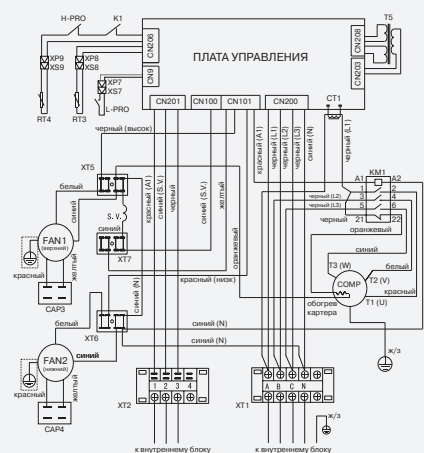 H-PRO
K1
T5
CN206
CN208
ПЛАТА УПРАВЛЕНИЯ
XP9
XS9
XP8
XS8
CN9
CN203
XP7
XS7
RT4
RT3
L-PRO
CN201
CN100
CN101
CN200
CT1
черный (высок)
красный (A1)
черный (L1)
черный (L2)
черный (L3)
синий (N)
черный (L1)
KM1
XT5
белый
синий
красный (A1)
синий (S.V.)
черный
синий (S.V.)
желтый
оранжевый
A1
A2
1
2
черный (L2)
3
4
черный (L3)
5
6
черный
21
22
оранжевый
S.V.
синий
FAN1
(верхний)
XT7
синий
белый
T3 (W)
COMP
T2 (V)
красный
желтый
красный (низк)
красный
обогрев
картера
T1 (U)
CAP3
синий (N)
белый
синий (N)
XT6
синий (N)
ж/з
FAN2
(нижний)
синий
красный
желтый
1 2 3 4
A B C N
XT2
XT1
CAP4
ж/з
к внутреннему блоку
к внутреннему блоку